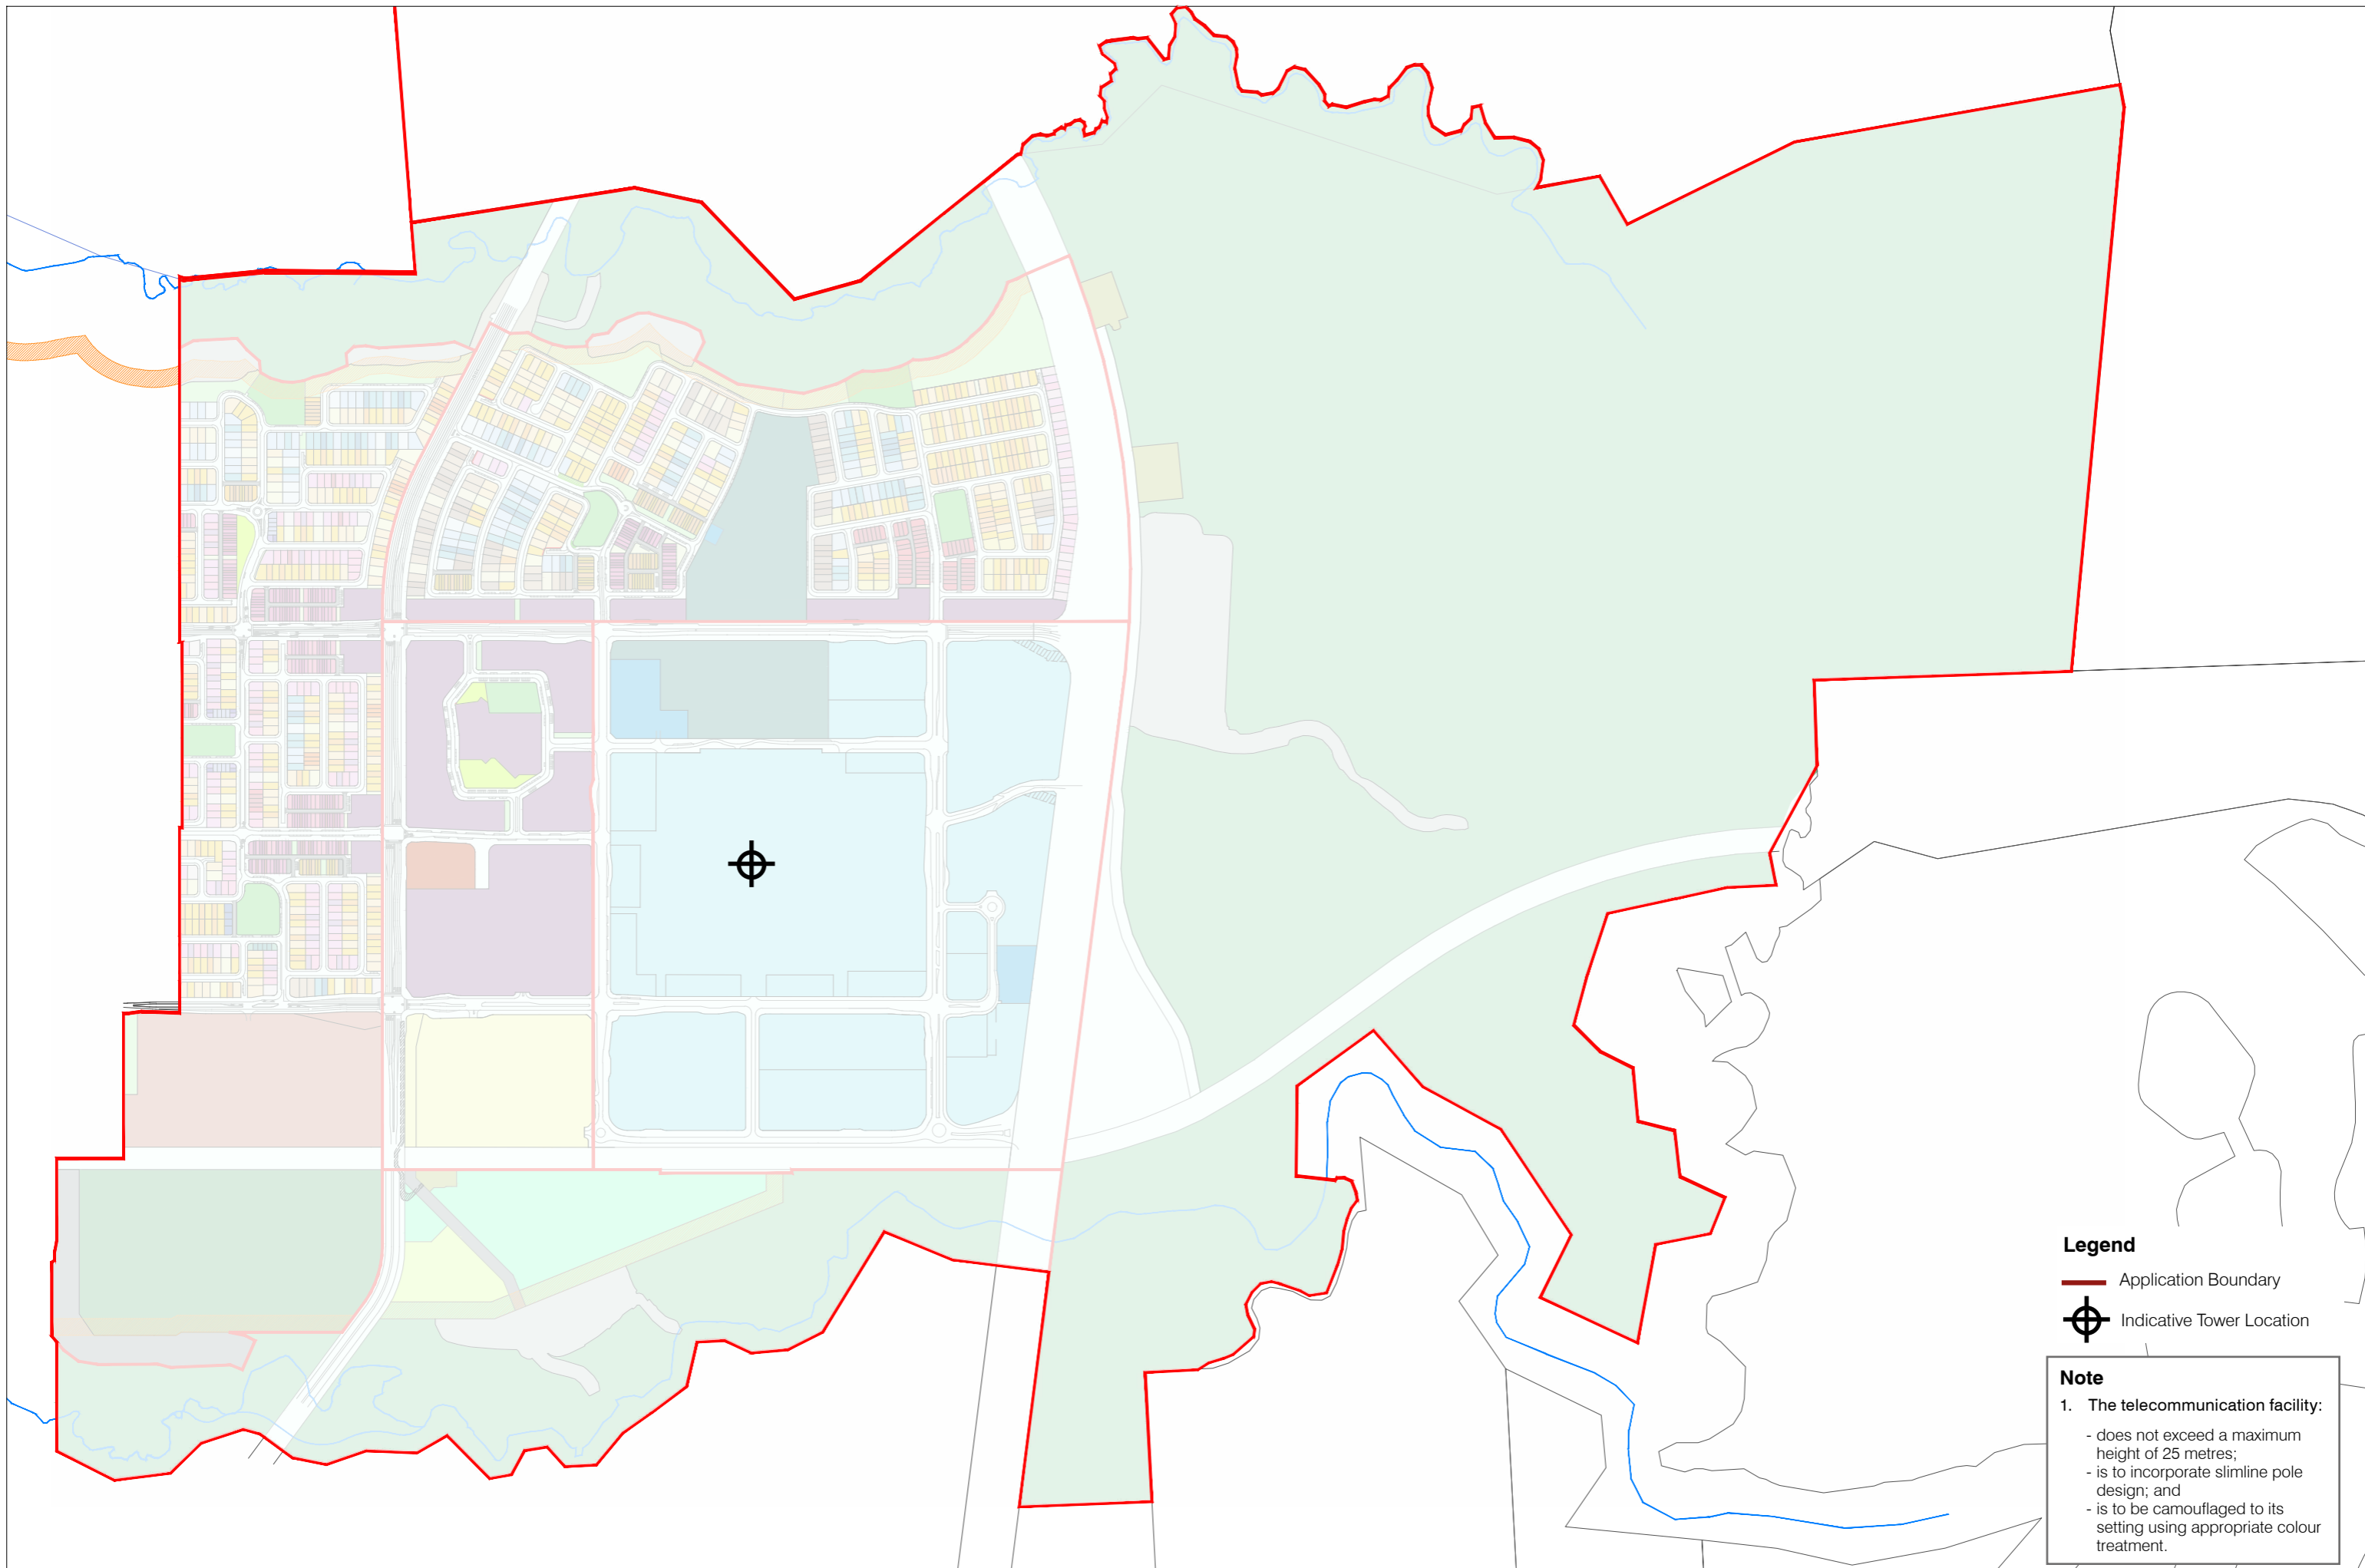 Legend
Application Boundary
Indicative Tower Location
Note
1. The telecommunication facility:
- does not exceed a maximum
height of 25 metres;
- is to incorporate slimline pole
design; and
- is to be camouflaged to its
setting using appropriate colour
treatment.